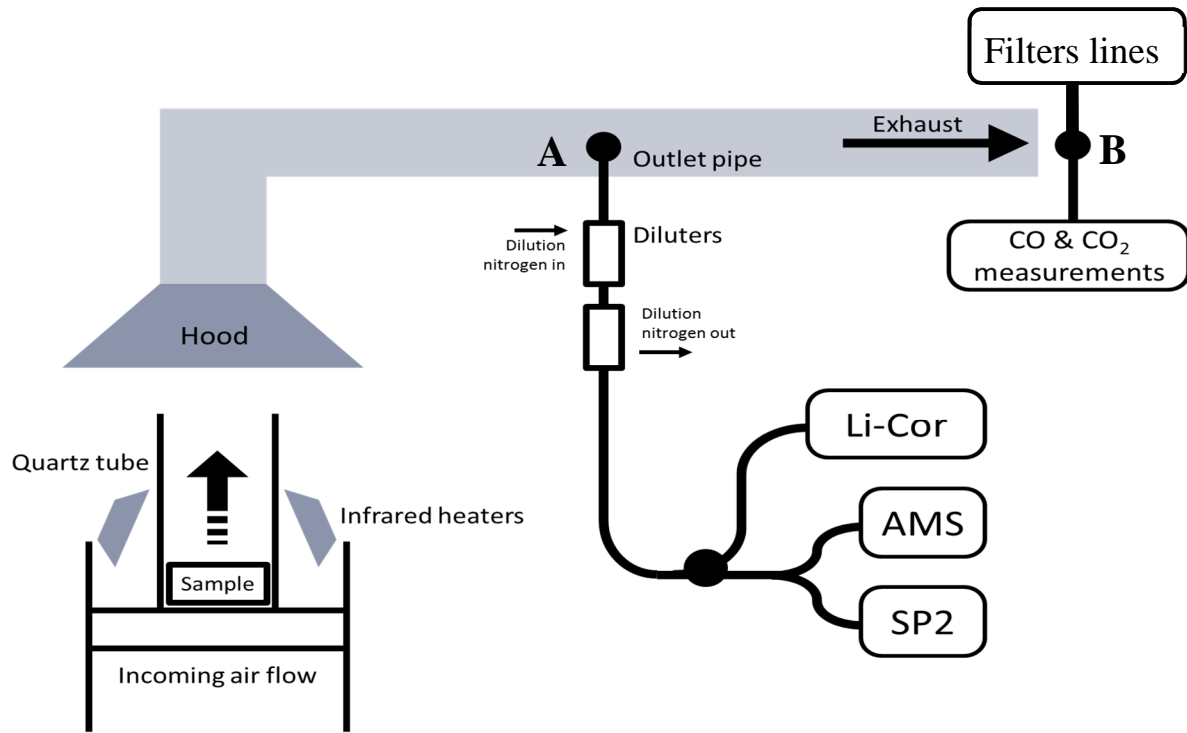 Filters lines
Exhaust
A
Outlet pipe
B
Dilution
nitrogen in
Diluters
CO & CO₂
measurements
Dilution
nitrogen out
Hood
Li-Cor
Quartz tube
Infrared heaters
AMS
Sample
SP2
Incoming air flow